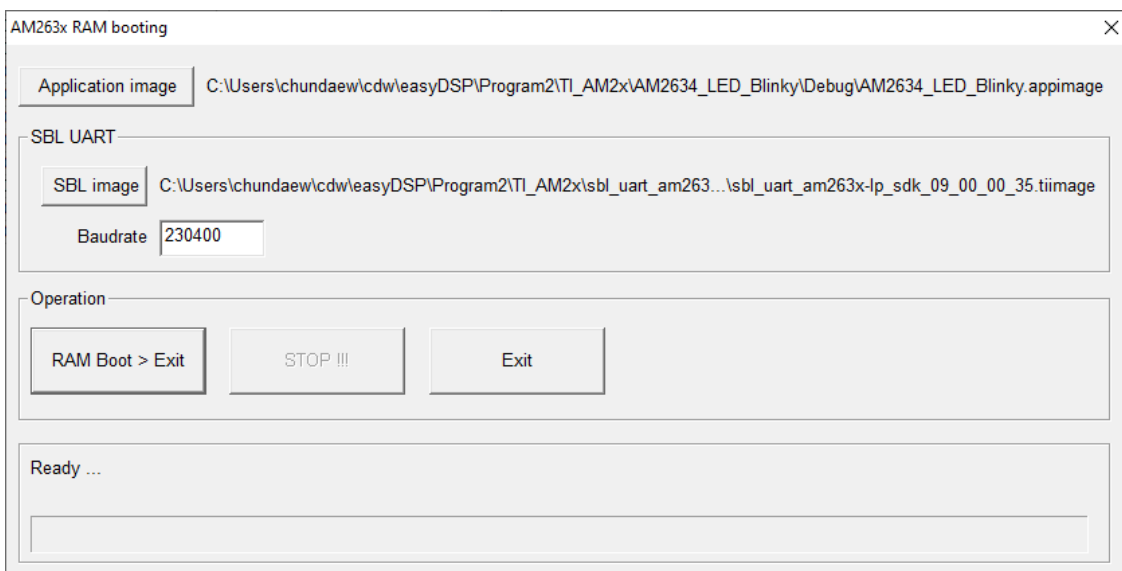 AM263x RAM booting
Application image C:\Users\chundaew\cdw\easyDSP\Program2\TI_AM2x\AM2634_LED_Blinky\Debug\AM2634_LED_Blinky.appimage
SBL UART
SBL image C:\Users\chundaew\cdw\easyDSP\Program2\TI_AM2x\sbl_uart_am263...\sbl_uart_am263x-lp_sdk_09_00_00_35.tiimage
Baudrate 230400
Operation
RAM Boot > Exit STOP !!! Exit
Ready ...